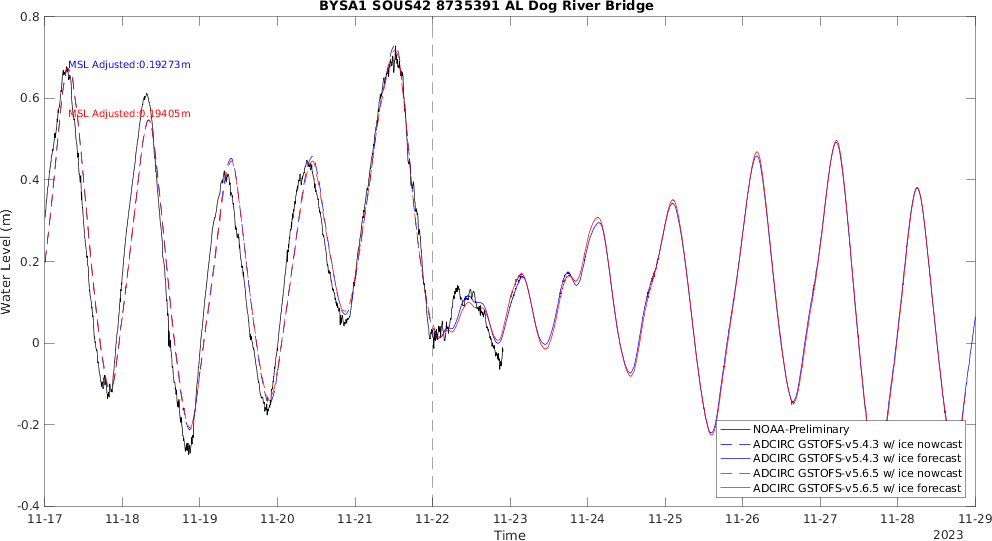 BYSA1 SOUS42 8735391 AL Dog River Bridge
0.8
0.6
0.4
0.2
0
-0.2
-0.4
Water Level (m)
MSL Adjusted:0.19273m
MSL Adjusted:0.19405m
NOAA-Preliminary
ADCIRC GSTOFS-v5.4.3 w/ ice nowcast
ADCIRC GSTOFS-v5.4.3 w/ ice forecast
ADCIRC GSTOFS-v5.6.5 w/ ice nowcast
ADCIRC GSTOFS-v5.6.5 w/ ice forecast
11-17 11-18 11-19 11-20 11-21 11-22 11-23 11-24 11-25 11-26 11-27 11-28 11-29
Time
2023